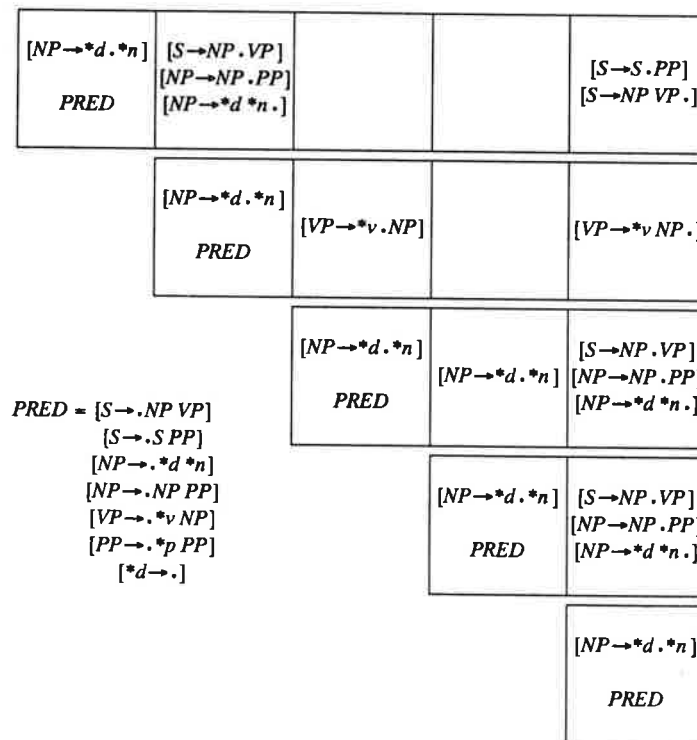 [NP→*d.*n] [S→NP.VP]
[NP→NP.PP] [S→S.PP]
PRED [NP→*d *n.] [S→NP VP.]
[NP→*d.*n] [VP→*v.NP] [VP→*v NP.]
PRED
[NP→*d.*n] [NP→*d.*n] [S→NP.VP]
[NP→NP.PP]
PRED [NP→*d *n.]
PRED = [S→.NP VP]
[S→.S PP]
[NP→.*d *n]
[NP→.NP PP]
[VP→.*v NP]
[PP→.*p PP]
[*d→.]
[NP→*d.*n] [S→NP.VP]
[NP→NP.PP]
PRED [NP→*d *n.]
[NP→*d.*n]
PRED